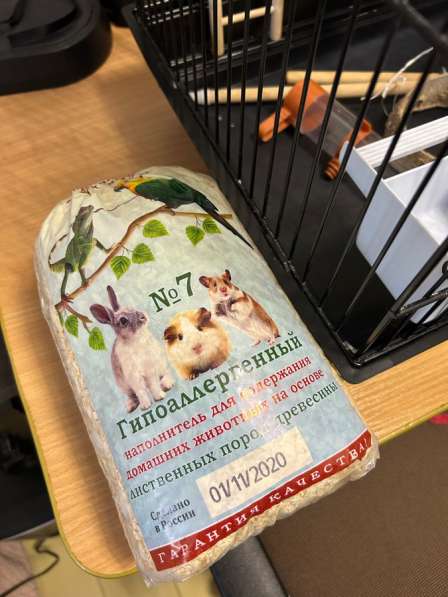 №7
Гипоаллергенный
наполнитель для содержания
домашних животных на основе
лиственных пород древесины
Сделано
в России
01/11/2020
ГАРАНТИЯ КАЧЕСТВА!